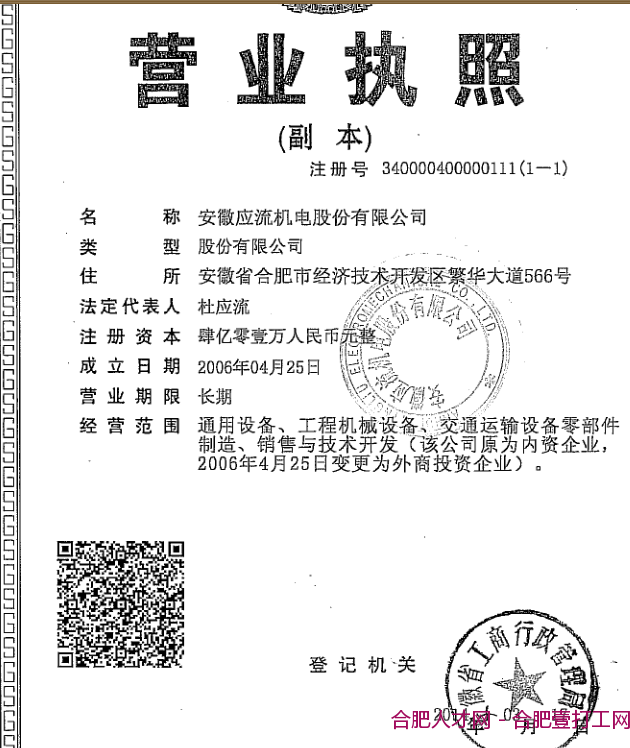 营业执照
(副 本)
注册号 340000400000111(1—1)
名 称 安徽应流机电股份有限公司
类 型 股份有限公司
住 所 安徽省合肥市经济技术开发区繁华大道566号
法定代表人 杜应流
注册资本 肆亿零壹万人民币元整
成立日期 2006年04月25日
营业期限 长期
经营范围 通用设备、工程机械设备、交通运输设备零部件
制造、销售与技术开发（该公司原为内资企业，
2006年4月25日变更为外商投资企业）。
安徽应流机电股份有限公司
登记机关
安徽省工商行政管理局
年 月 日
合肥人才网 - 合肥壹打工网